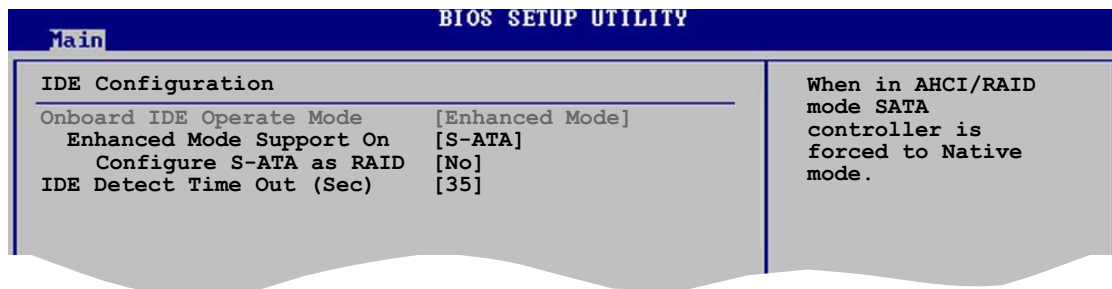 BIOS SETUP UTILITY
Main
IDE Configuration
Onboard IDE Operate Mode [Enhanced Mode]
Enhanced Mode Support On [S-ATA]
Configure S-ATA as RAID [No]
IDE Detect Time Out (Sec) [35]
When in AHCI/RAID
mode SATA
controller is
forced to Native
mode.